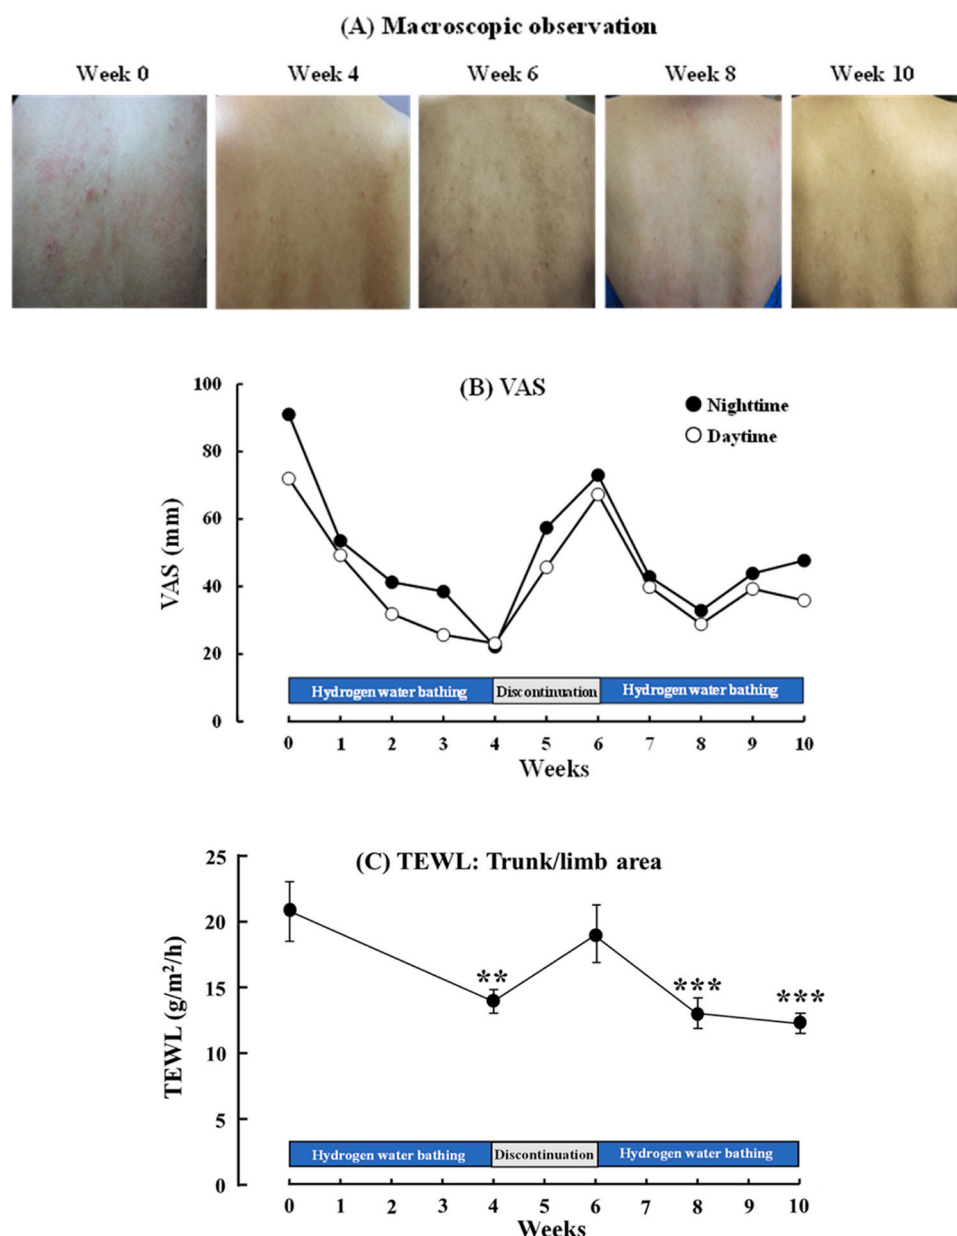 (A) Macroscopic observation
Week 0 Week 4 Week 6 Week 8 Week 10
(B) VAS
Nighttime
Daytime
VAS (mm)
100
80
60
40
20
0
Hydrogen water bathing Discontinuation Hydrogen water bathing
0 1 2 3 4 5 6 7 8 9 10
Weeks
(C) TEWL: Trunk/limb area
TEWL (g/m²/h)
25
20
15
10
5
0
** *** ***
Hydrogen water bathing Discontinuation Hydrogen water bathing
0 1 2 3 4 5 6 7 8 9 10
Weeks